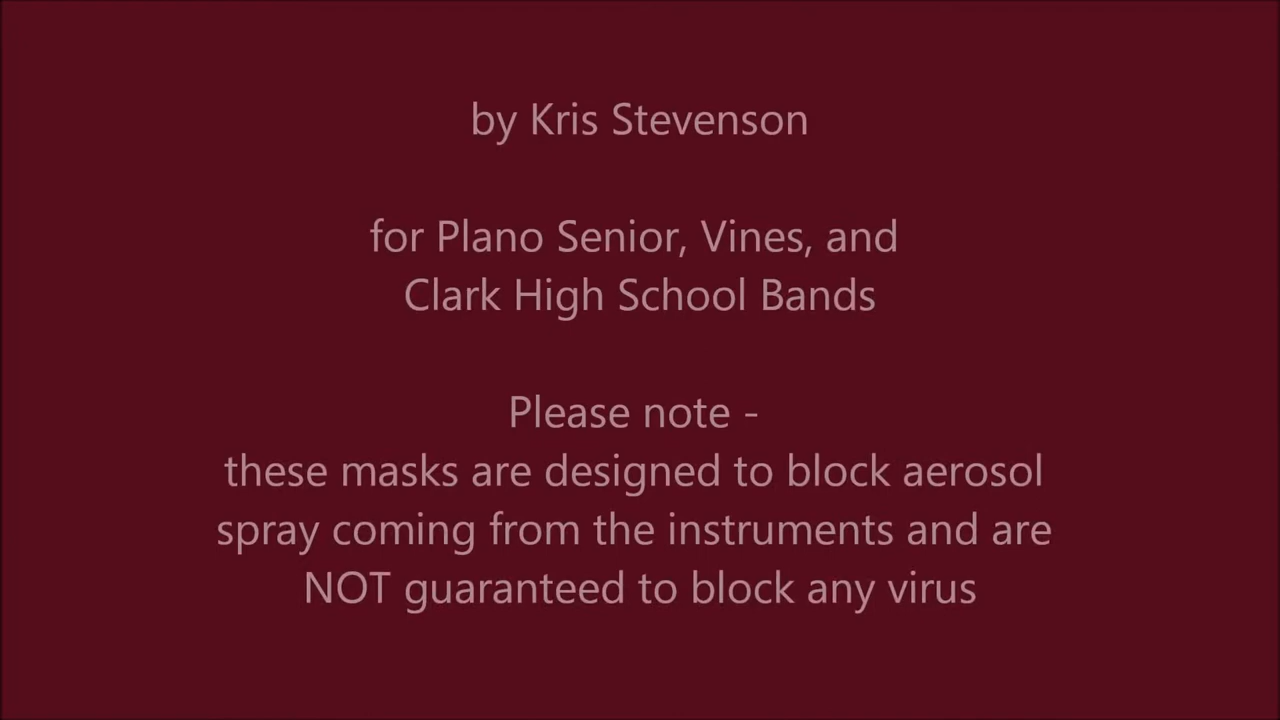 by Kris Stevenson
for Plano Senior, Vines, and
Clark High School Bands
Please note -
these masks are designed to block aerosol
spray coming from the instruments and are
NOT guaranteed to block any virus